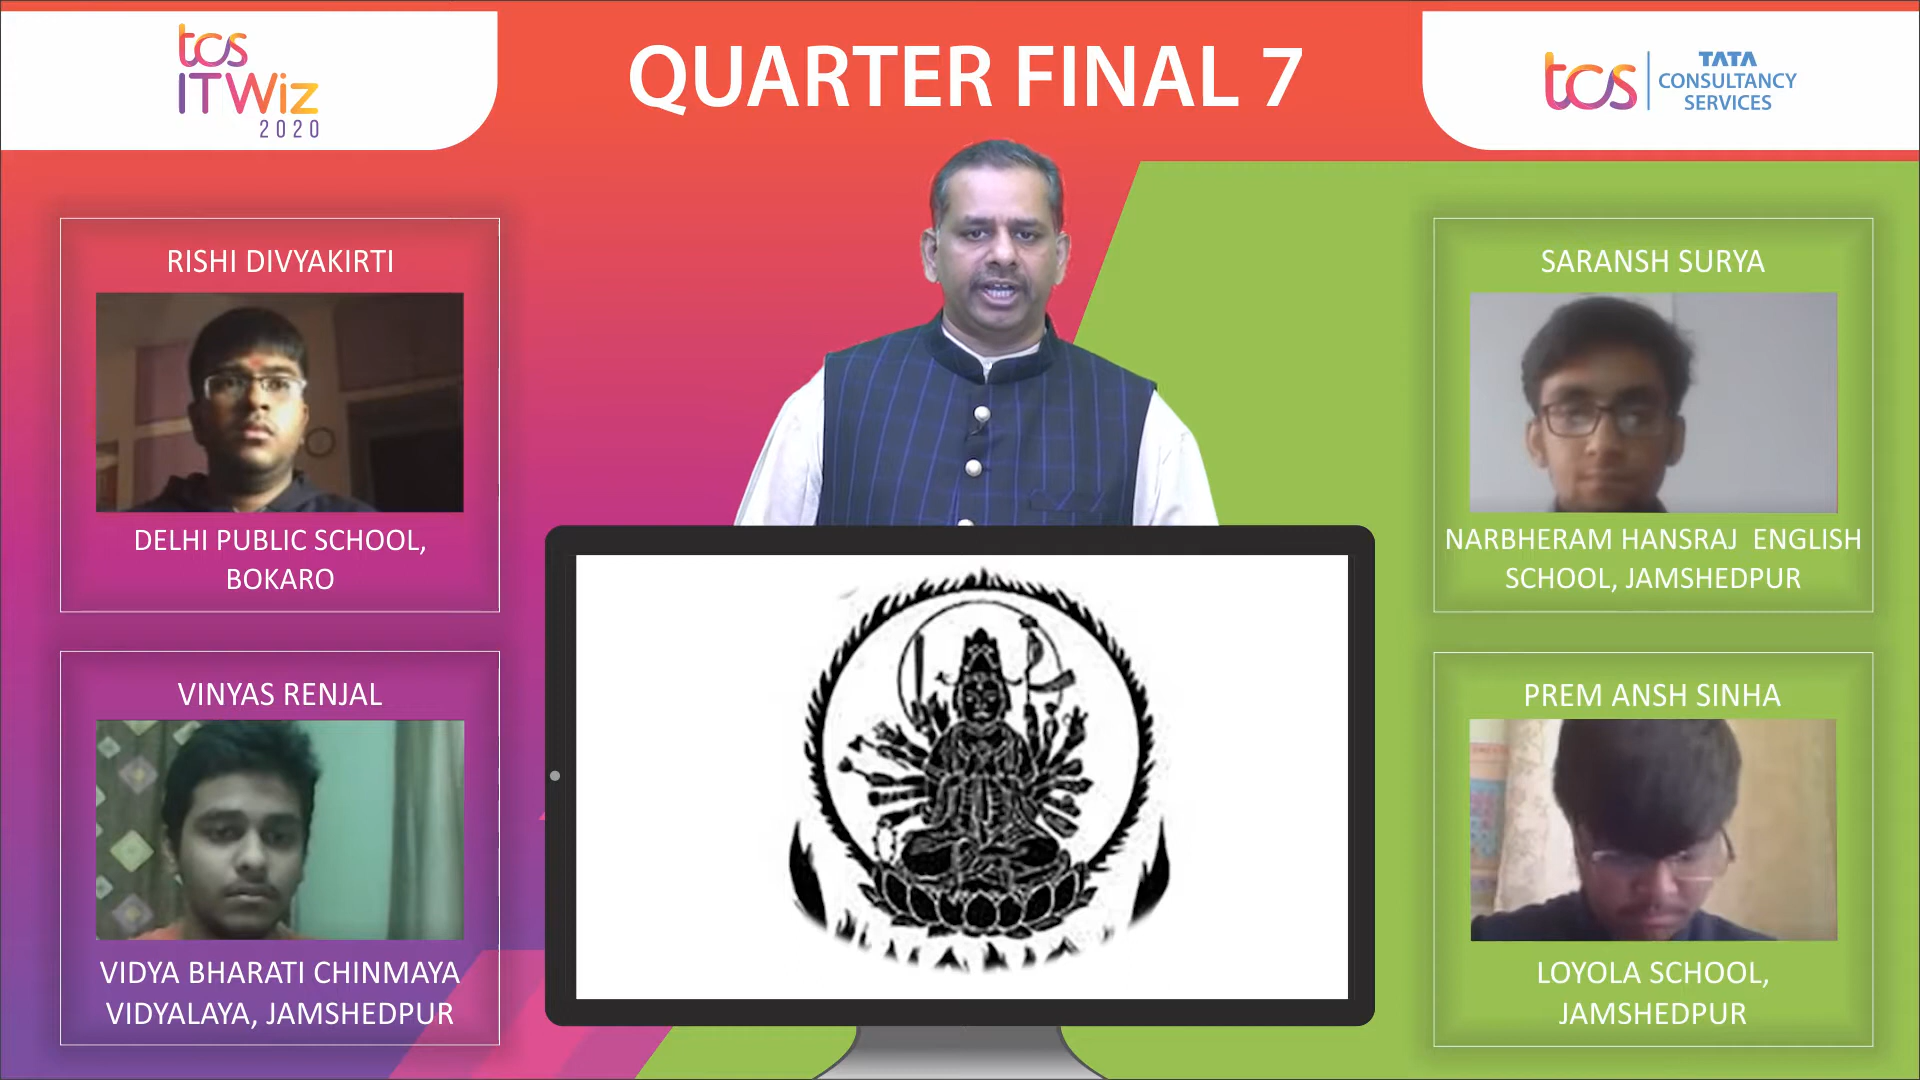 tcs
ITWiz
2020
QUARTER FINAL 7
tcs
TATA
CONSULTANCY
SERVICES
RISHI DIVYAKIRTI
DELHI PUBLIC SCHOOL,
BOKARO
VINYAS RENJAL
VIDYA BHARATI CHINMAYA
VIDYALAYA, JAMSHEDPUR
SARANSH SURYA
NARBHERAM HANSRAJ ENGLISH
SCHOOL, JAMSHEDPUR
PREM ANSH SINHA
LOYOLA SCHOOL,
JAMSHEDPUR